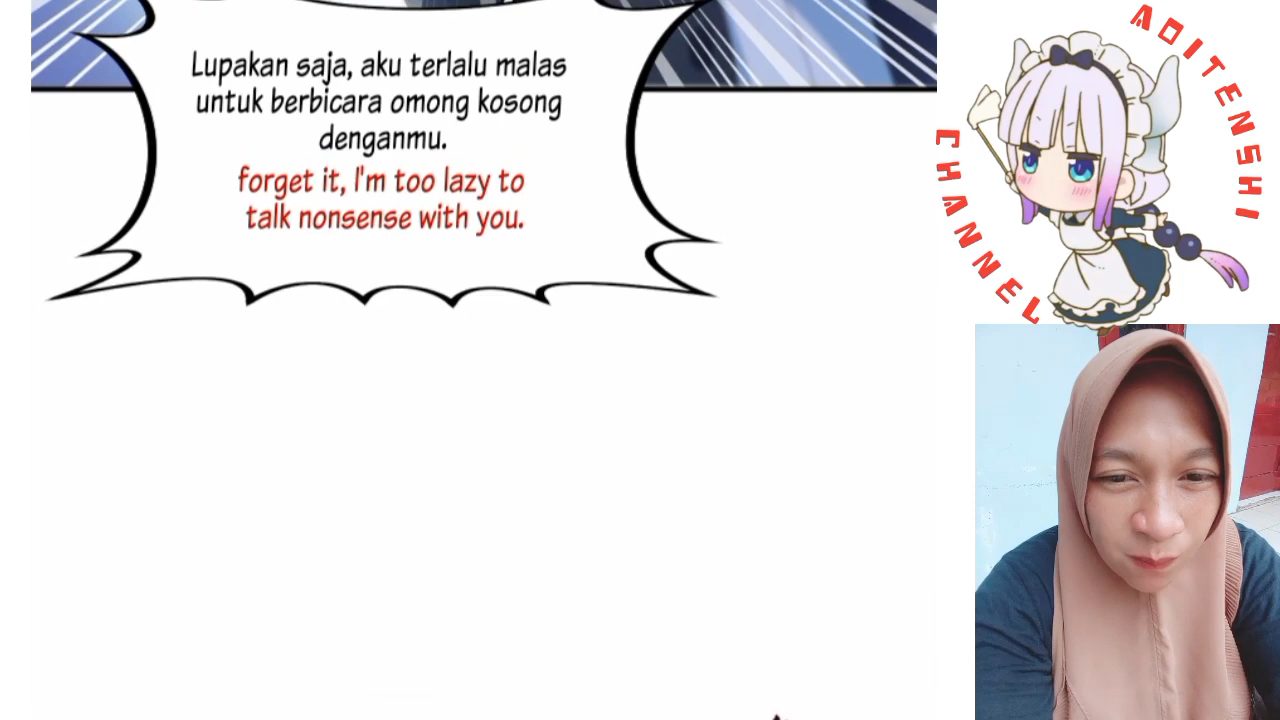 Lupakan saja, aku terlalu malas
untuk berbicara omong kosong
denganmu.
forget it, I'm too lazy to
talk nonsense with you.
AOITENSHI
CHANNEL